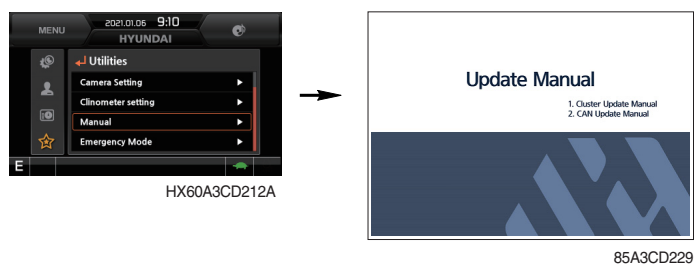 MENU
2021.01.06 9:10
HYUNDAI
Utilities
Camera Setting
Clinometer setting
Manual
Emergency Mode
E
HX60A3CD212A
Update Manual
1. Cluster Update Manual
2. CAN Update Manual
85A3CD229